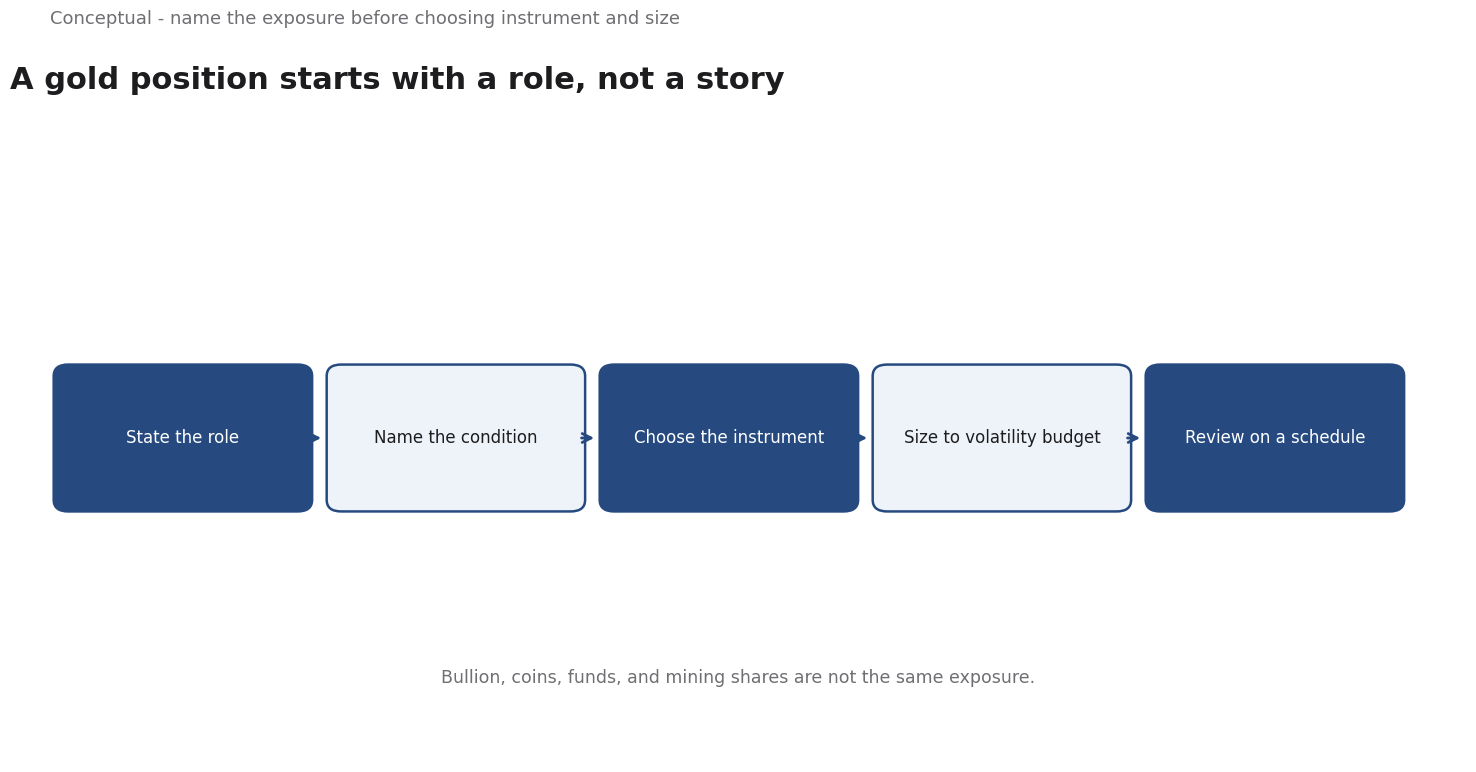 Conceptual - name the exposure before choosing instrument and size
A gold position starts with a role, not a story
State the role
Name the condition
Choose the instrument
Size to volatility budget
Review on a schedule
Bullion, coins, funds, and mining shares are not the same exposure.